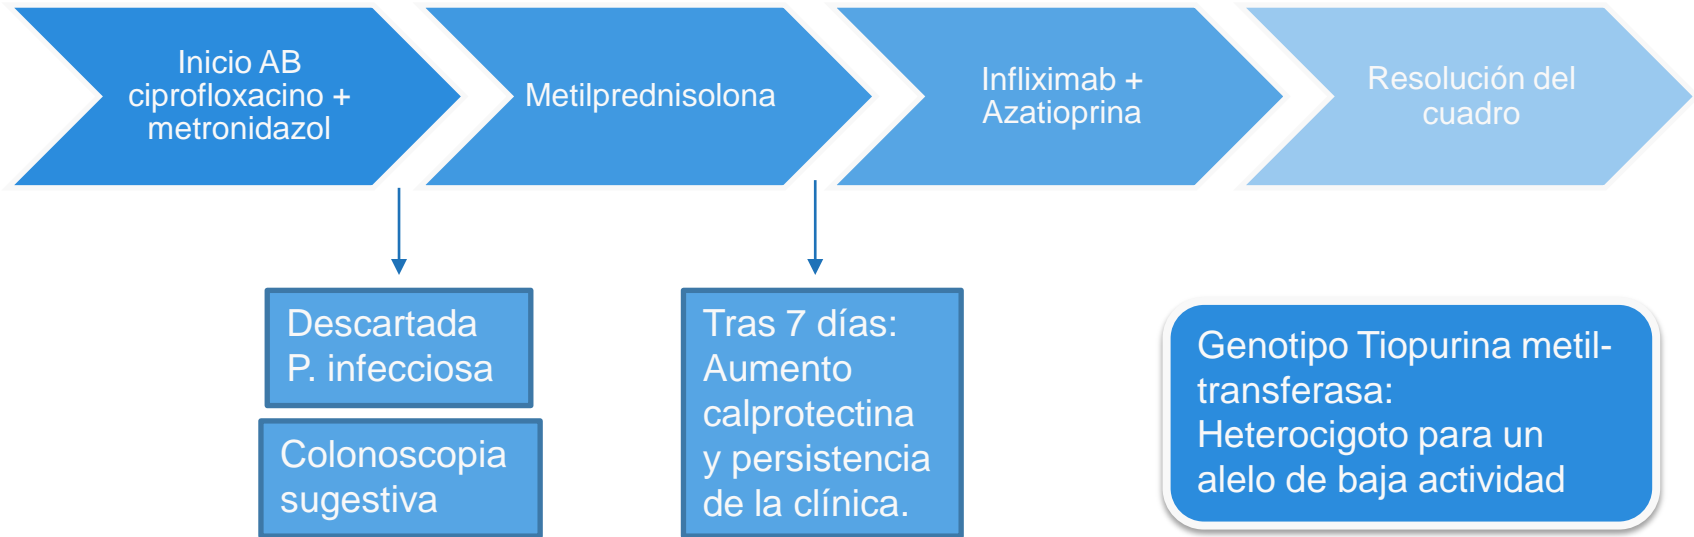 Inicio AB
ciprofloxacino +
metronidazol
Metilprednisolona
Infliximab +
Azatioprina
Resolución del
cuadro
Descartada
P. infecciosa
Colonoscopia
sugestiva
Tras 7 días:
Aumento
calprotectina
y persistencia
de la clínica.
Genotipo Tiopurina metil-
transferasa:
Heterocigoto para un
alelo de baja actividad